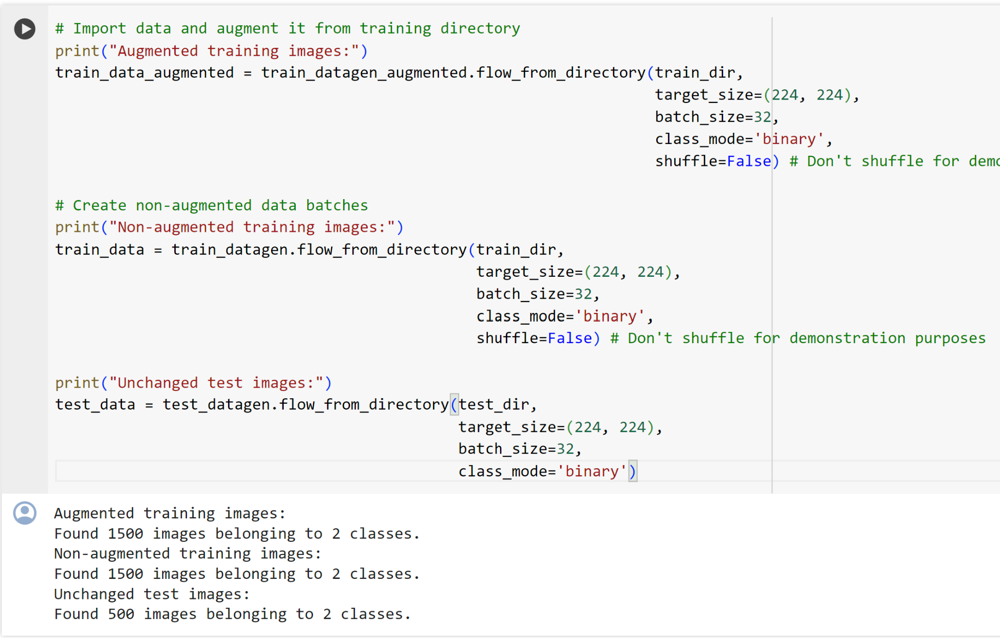 # Import data and augment it from training directory
print("Augmented training images:")
train_data_augmented = train_datagen_augmented.flow_from_directory(train_dir,
target_size=(224, 224),
batch_size=32,
class_mode='binary',
shuffle=False) # Don't shuffle for demo
# Create non-augmented data batches
print("Non-augmented training images:")
train_data = train_datagen.flow_from_directory(train_dir,
target_size=(224, 224),
batch_size=32,
class_mode='binary',
shuffle=False) # Don't shuffle for demonstration purposes
print("Unchanged test images:")
test_data = test_datagen.flow_from_directory(test_dir,
target_size=(224, 224),
batch_size=32,
class_mode='binary')
Augmented training images:
Found 1500 images belonging to 2 classes.
Non-augmented training images:
Found 1500 images belonging to 2 classes.
Unchanged test images:
Found 500 images belonging to 2 classes.